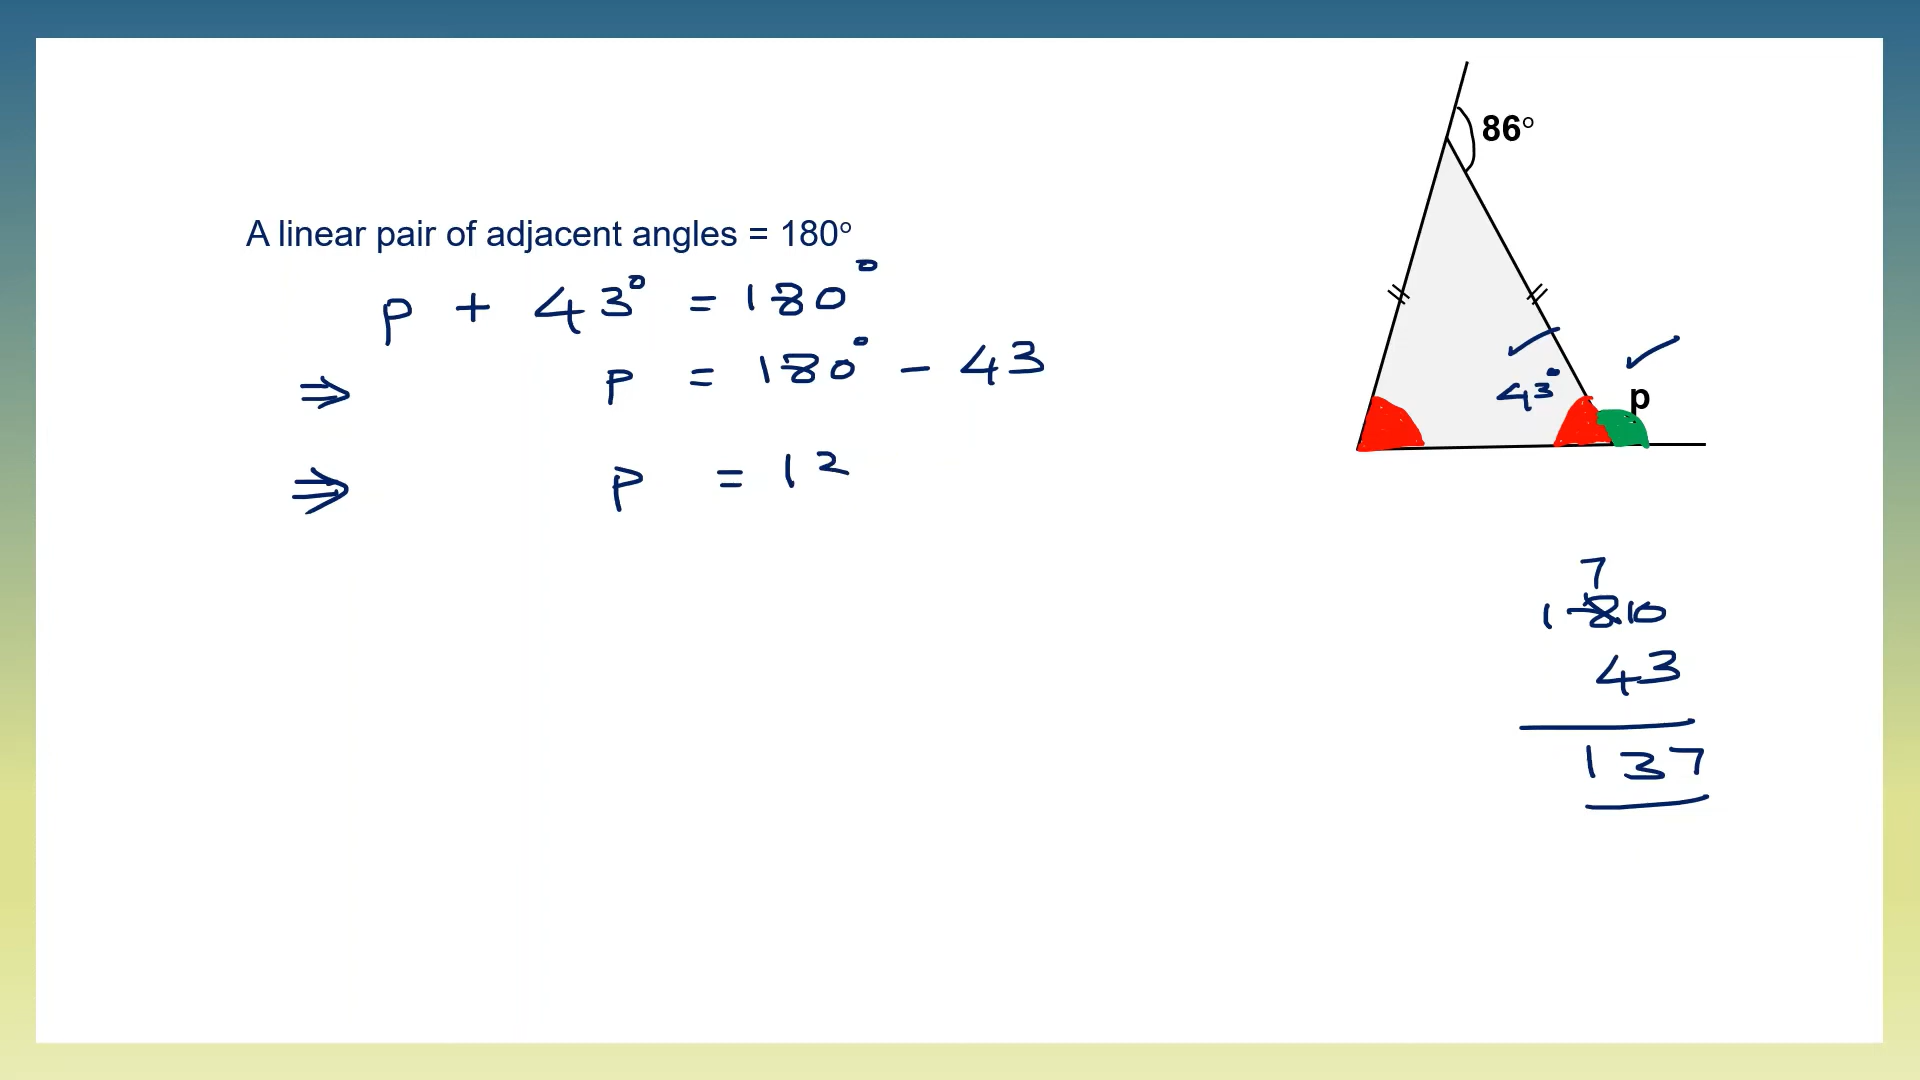 86°
A linear pair of adjacent angles = 180°
p + 43° = 180°
⇒ p = 180° - 43
43° p
⇒ p = 12
7
1 8 10
43
137